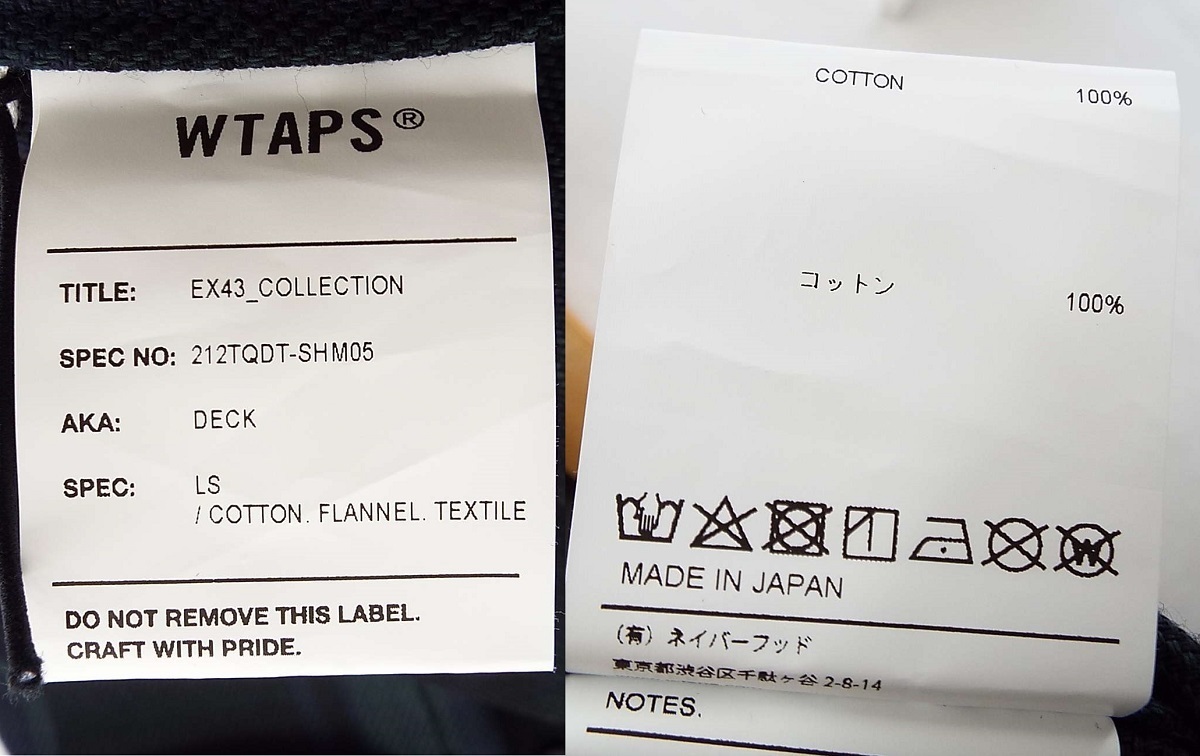 WTAPS®
TITLE: EX43_COLLECTION
SPEC NO: 212TQDT-SHM05
AKA: DECK
SPEC: LS
/ COTTON. FLANNEL. TEXTILE
DO NOT REMOVE THIS LABEL.
CRAFT WITH PRIDE.
COTTON 100%
コットン 100%
W
MADE IN JAPAN
(有) ネイバーフッド
東京都渋谷区千駄ヶ谷 2-8-14
NOTES.